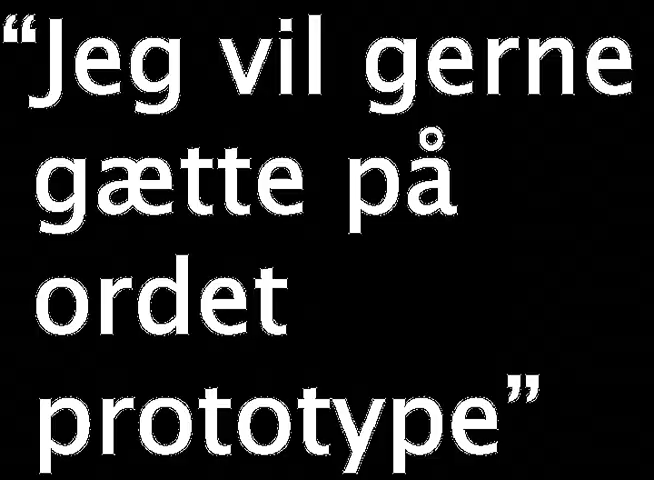 “Jeg vil gerne
gætte på
ordet
prototype”